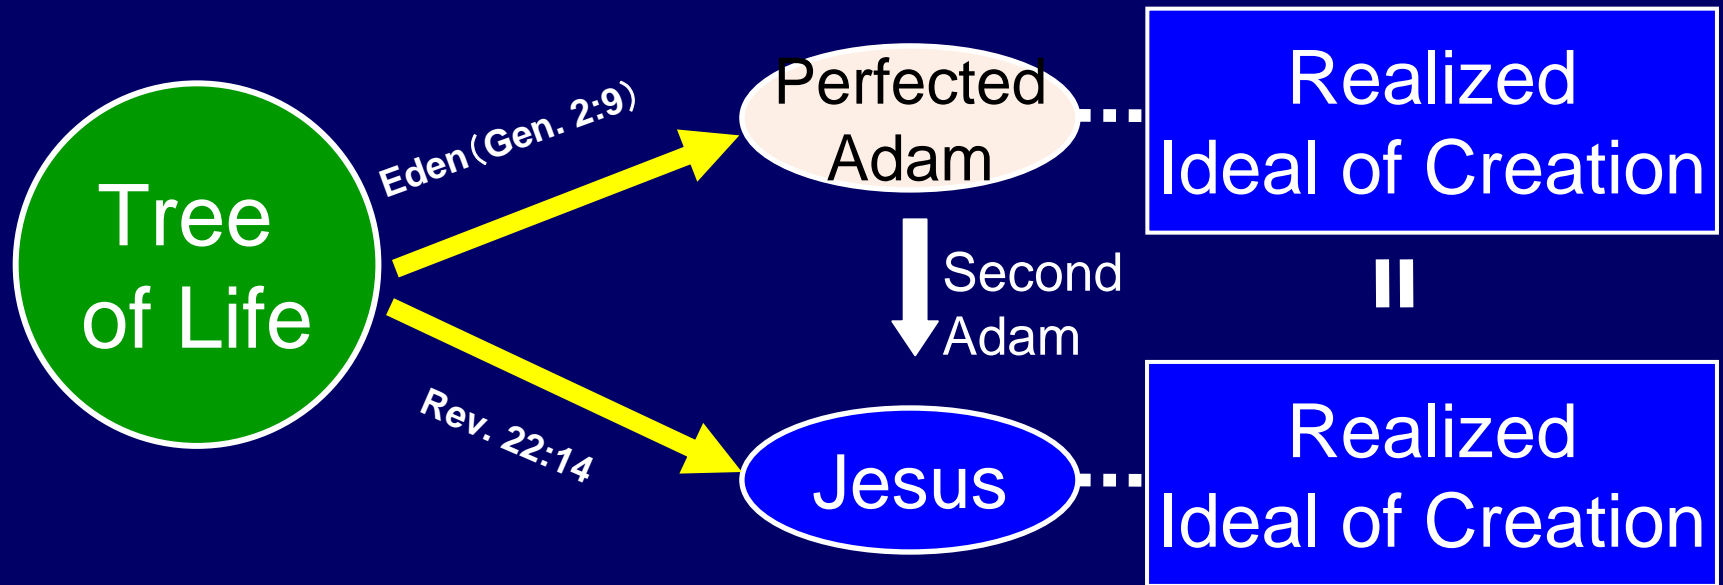 Tree
of Life
Eden（Gen. 2:9）
Rev. 22:14
Perfected
Adam
Second
Adam
Jesus
Realized
Ideal of Creation
=
Realized
Ideal of Creation